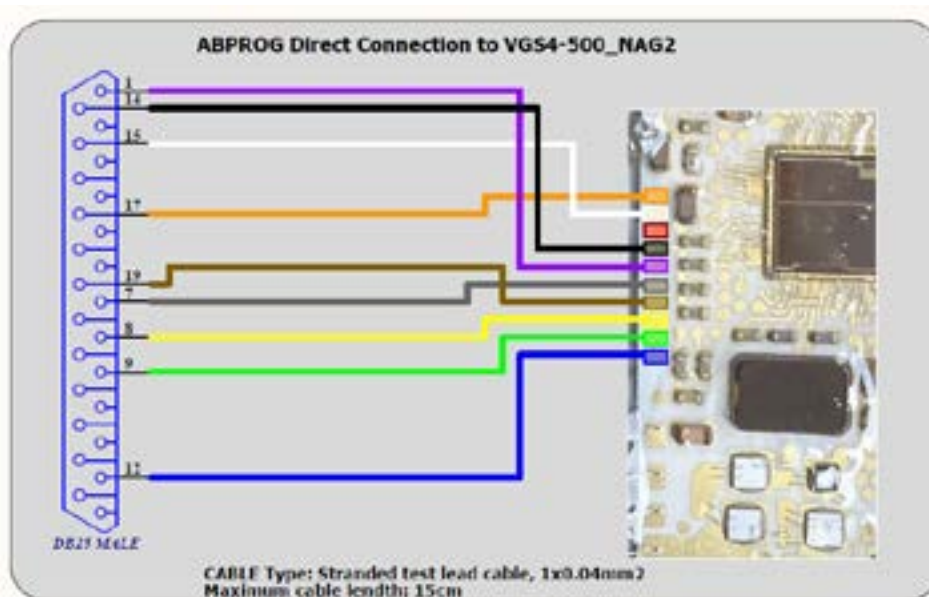 ABPROG Direct Connection to VGS4-500_NAG2
1
14
15
17
19
7
8
9
12
DB25 MALE
CABLE Type: Stranded test lead cable, 1x0.04mm2
Maximum cable length: 15cm